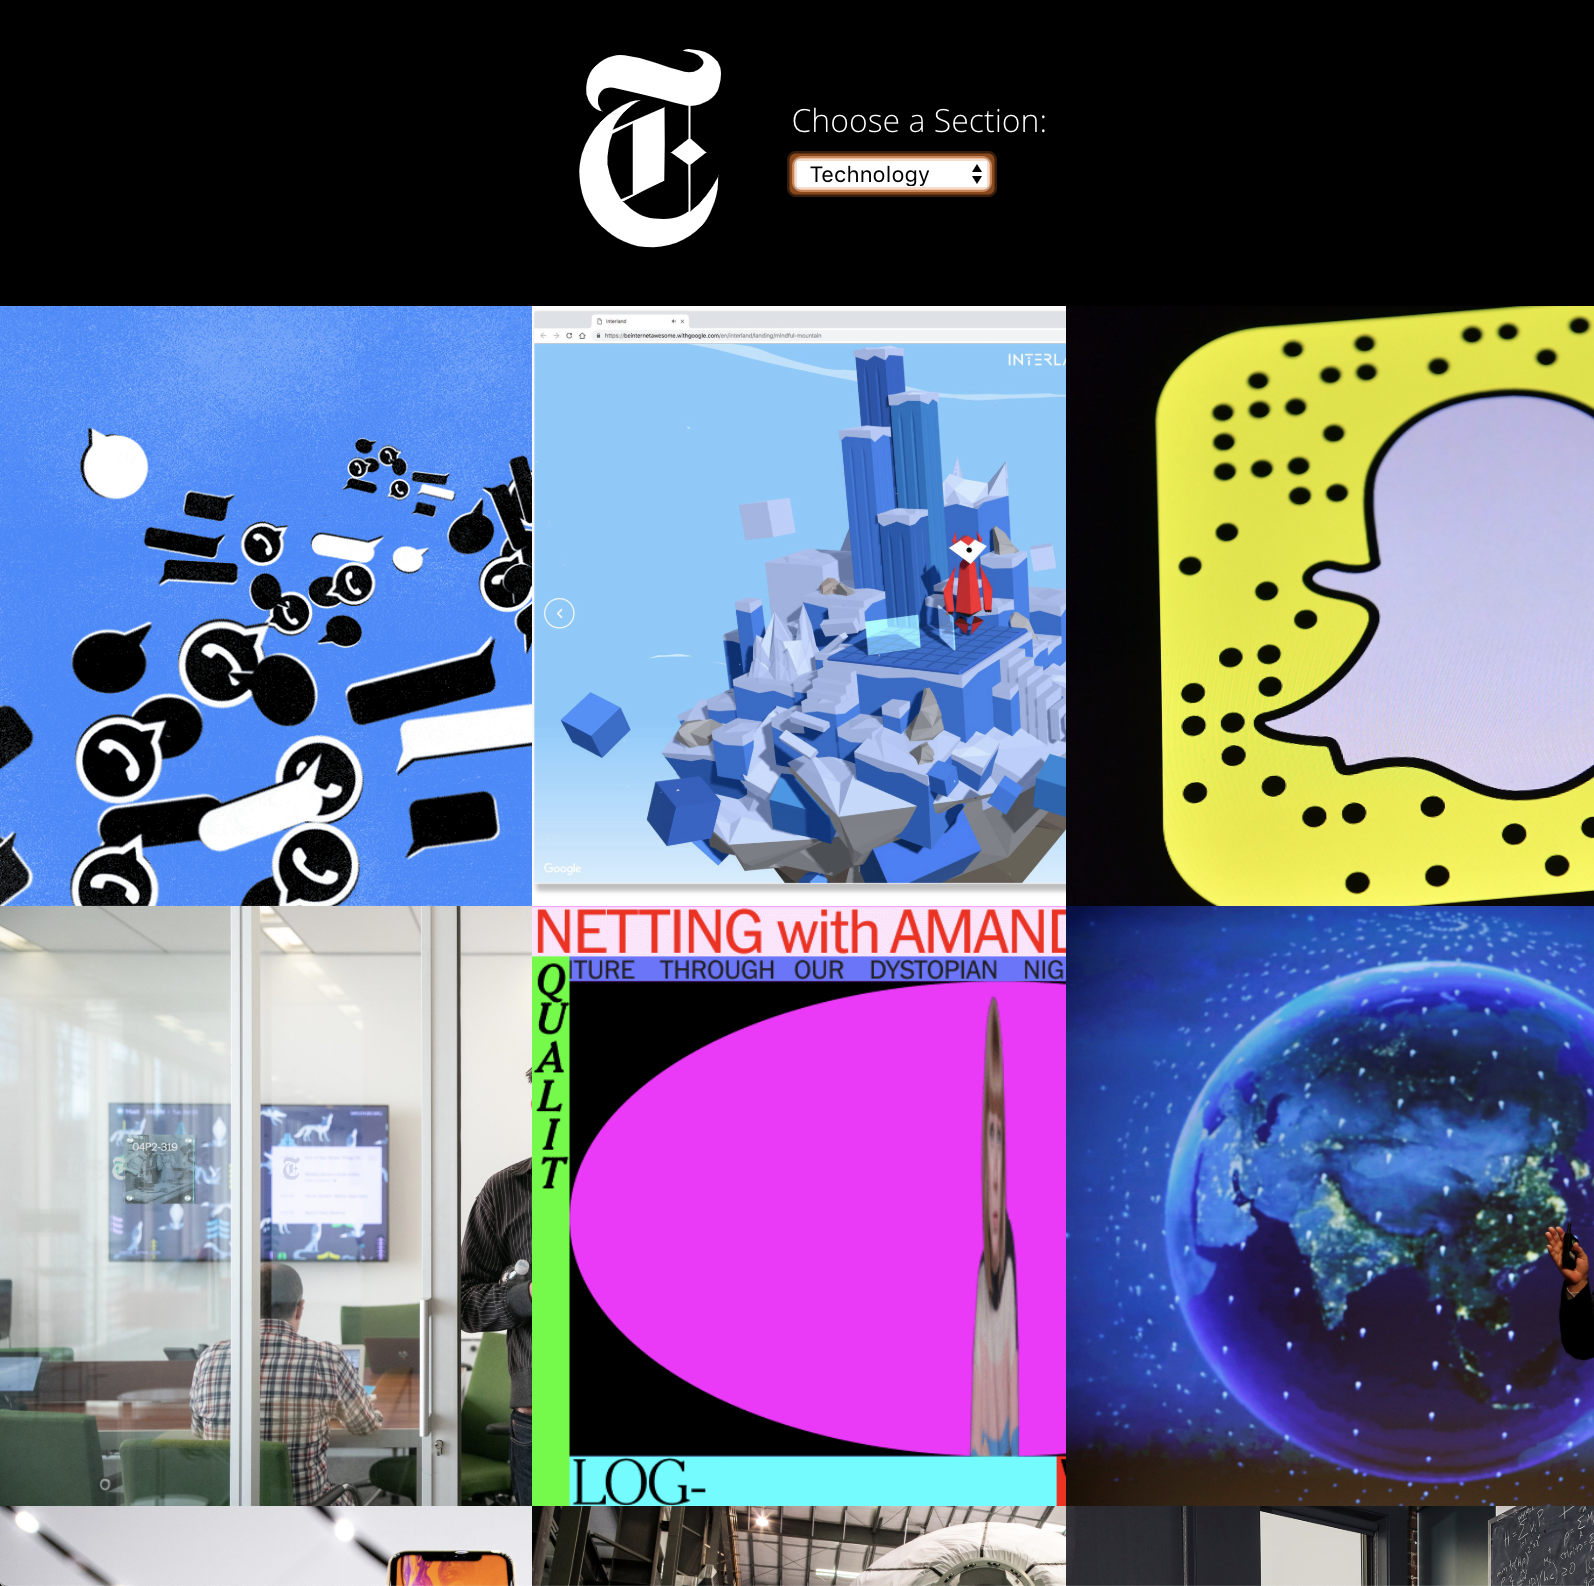 Choose a Section:
Technology
Interland
https://beinternetawesome.withgoogle.com/en/interland/landing/mindful-mountain
INTERLA
Google
NETTING with AMAND
TURE THROUGH OUR DYSTOPIAN NIG
QUALIT
04P2-319
LOG-